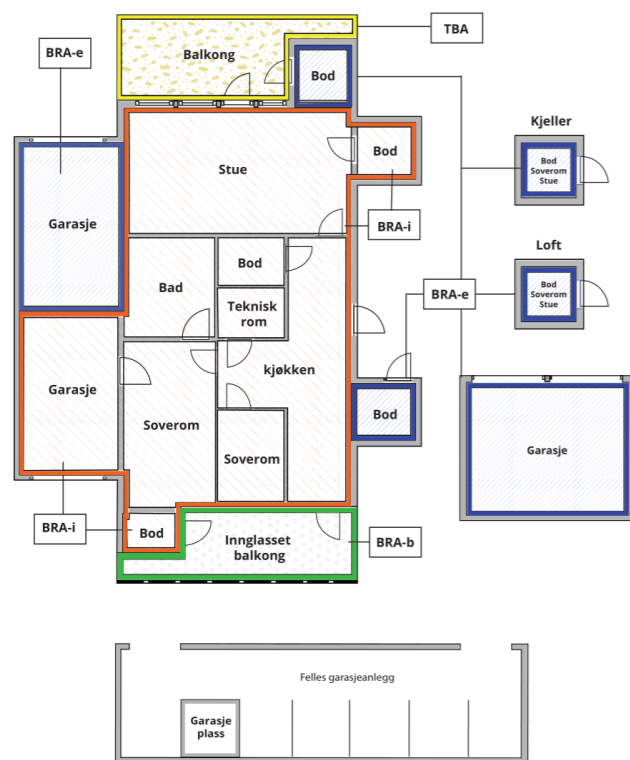 TBA
BRA-e
Balkong
Bod
Kjeller
Stue
Bod
Bod
Soverom
Stue
Garasje
BRA-i
Loft
Bod
Bad
Teknisk
rom
BRA-e
Bod
Soverom
Stue
kjøkken
Garasje
Soverom
Bod
Garasje
Soverom
BRA-i
Bod
Innglasset
balkong
BRA-b
Felles garasjeanlegg
Garasje
plass